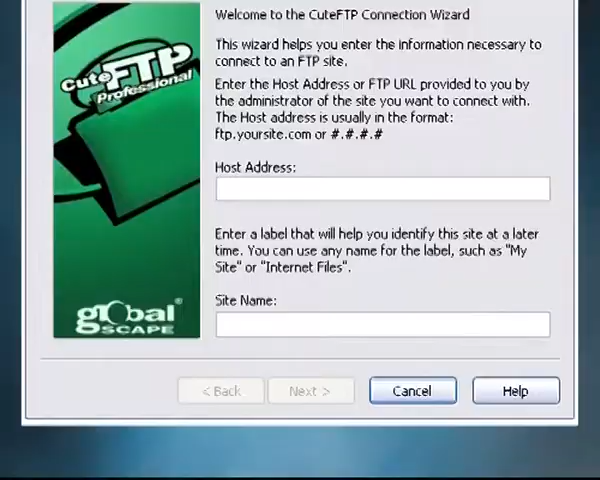 Welcome to the CuteFTP Connection Wizard
This wizard helps you enter the information necessary to
connect to an FTP site.
Enter the Host Address or FTP URL provided to you by
the administrator of the site you want to connect with.
The Host address is usually in the format:
ftp.yoursite.com or #.#.#.#
Host Address:
Enter a label that will help you identify this site at a later
time. You can use any name for the label, such as "My
Site" or "Internet Files".
Site Name:
CuteFTP
Professional
globalSCAPE®
< Back
Next >
Cancel
Help